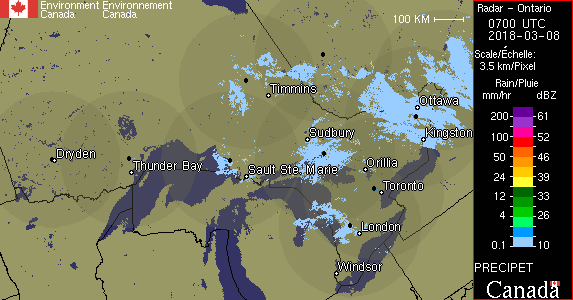 Environment Environnement
Canada Canada
100 KM
Timmins
Ottawa
Sudbury
Kingston
Dryden
Thunder Bay
Sault Ste. Marie
Orillia
Toronto
London
Windsor
Radar - Ontario
0700 UTC
2018-03-08
Scale/Échelle:
3.5 km/Pixel
Rain/Pluie
mm/hr dBZ
200 61
100 52
50 46
24 39
12 33
4 26
0.1 10
PRECIPET
Canada